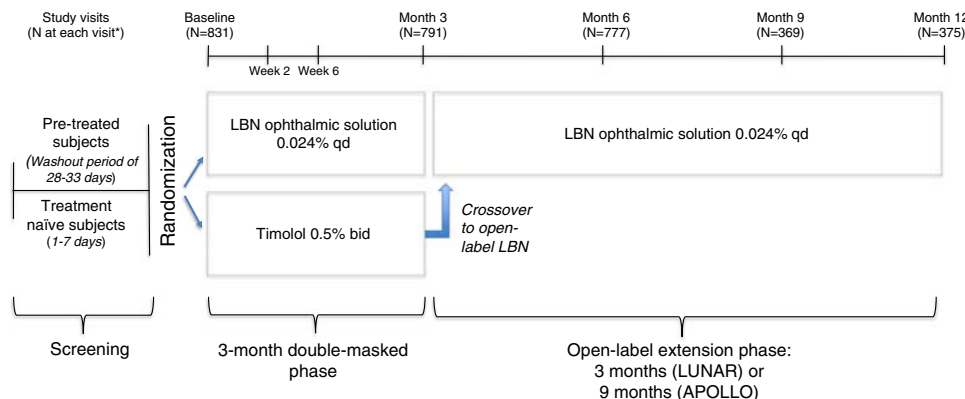 Study visits
(N at each visit*)
Baseline
(N=831)
Month 3
(N=791)
Month 6
(N=777)
Month 9
(N=369)
Month 12
(N=375)
Week 2
Week 6
Pre-treated
subjects
(Washout period of
28-33 days)
Treatment
naïve subjects
(1-7 days)
Randomization
LBN ophthalmic solution
0.024% qd
Timolol 0.5% bid
LBN ophthalmic solution 0.024% qd
Crossover
to open-
label LBN
Screening
3-month double-masked
phase
Open-label extension phase:
3 months (LUNAR) or
9 months (APOLLO)